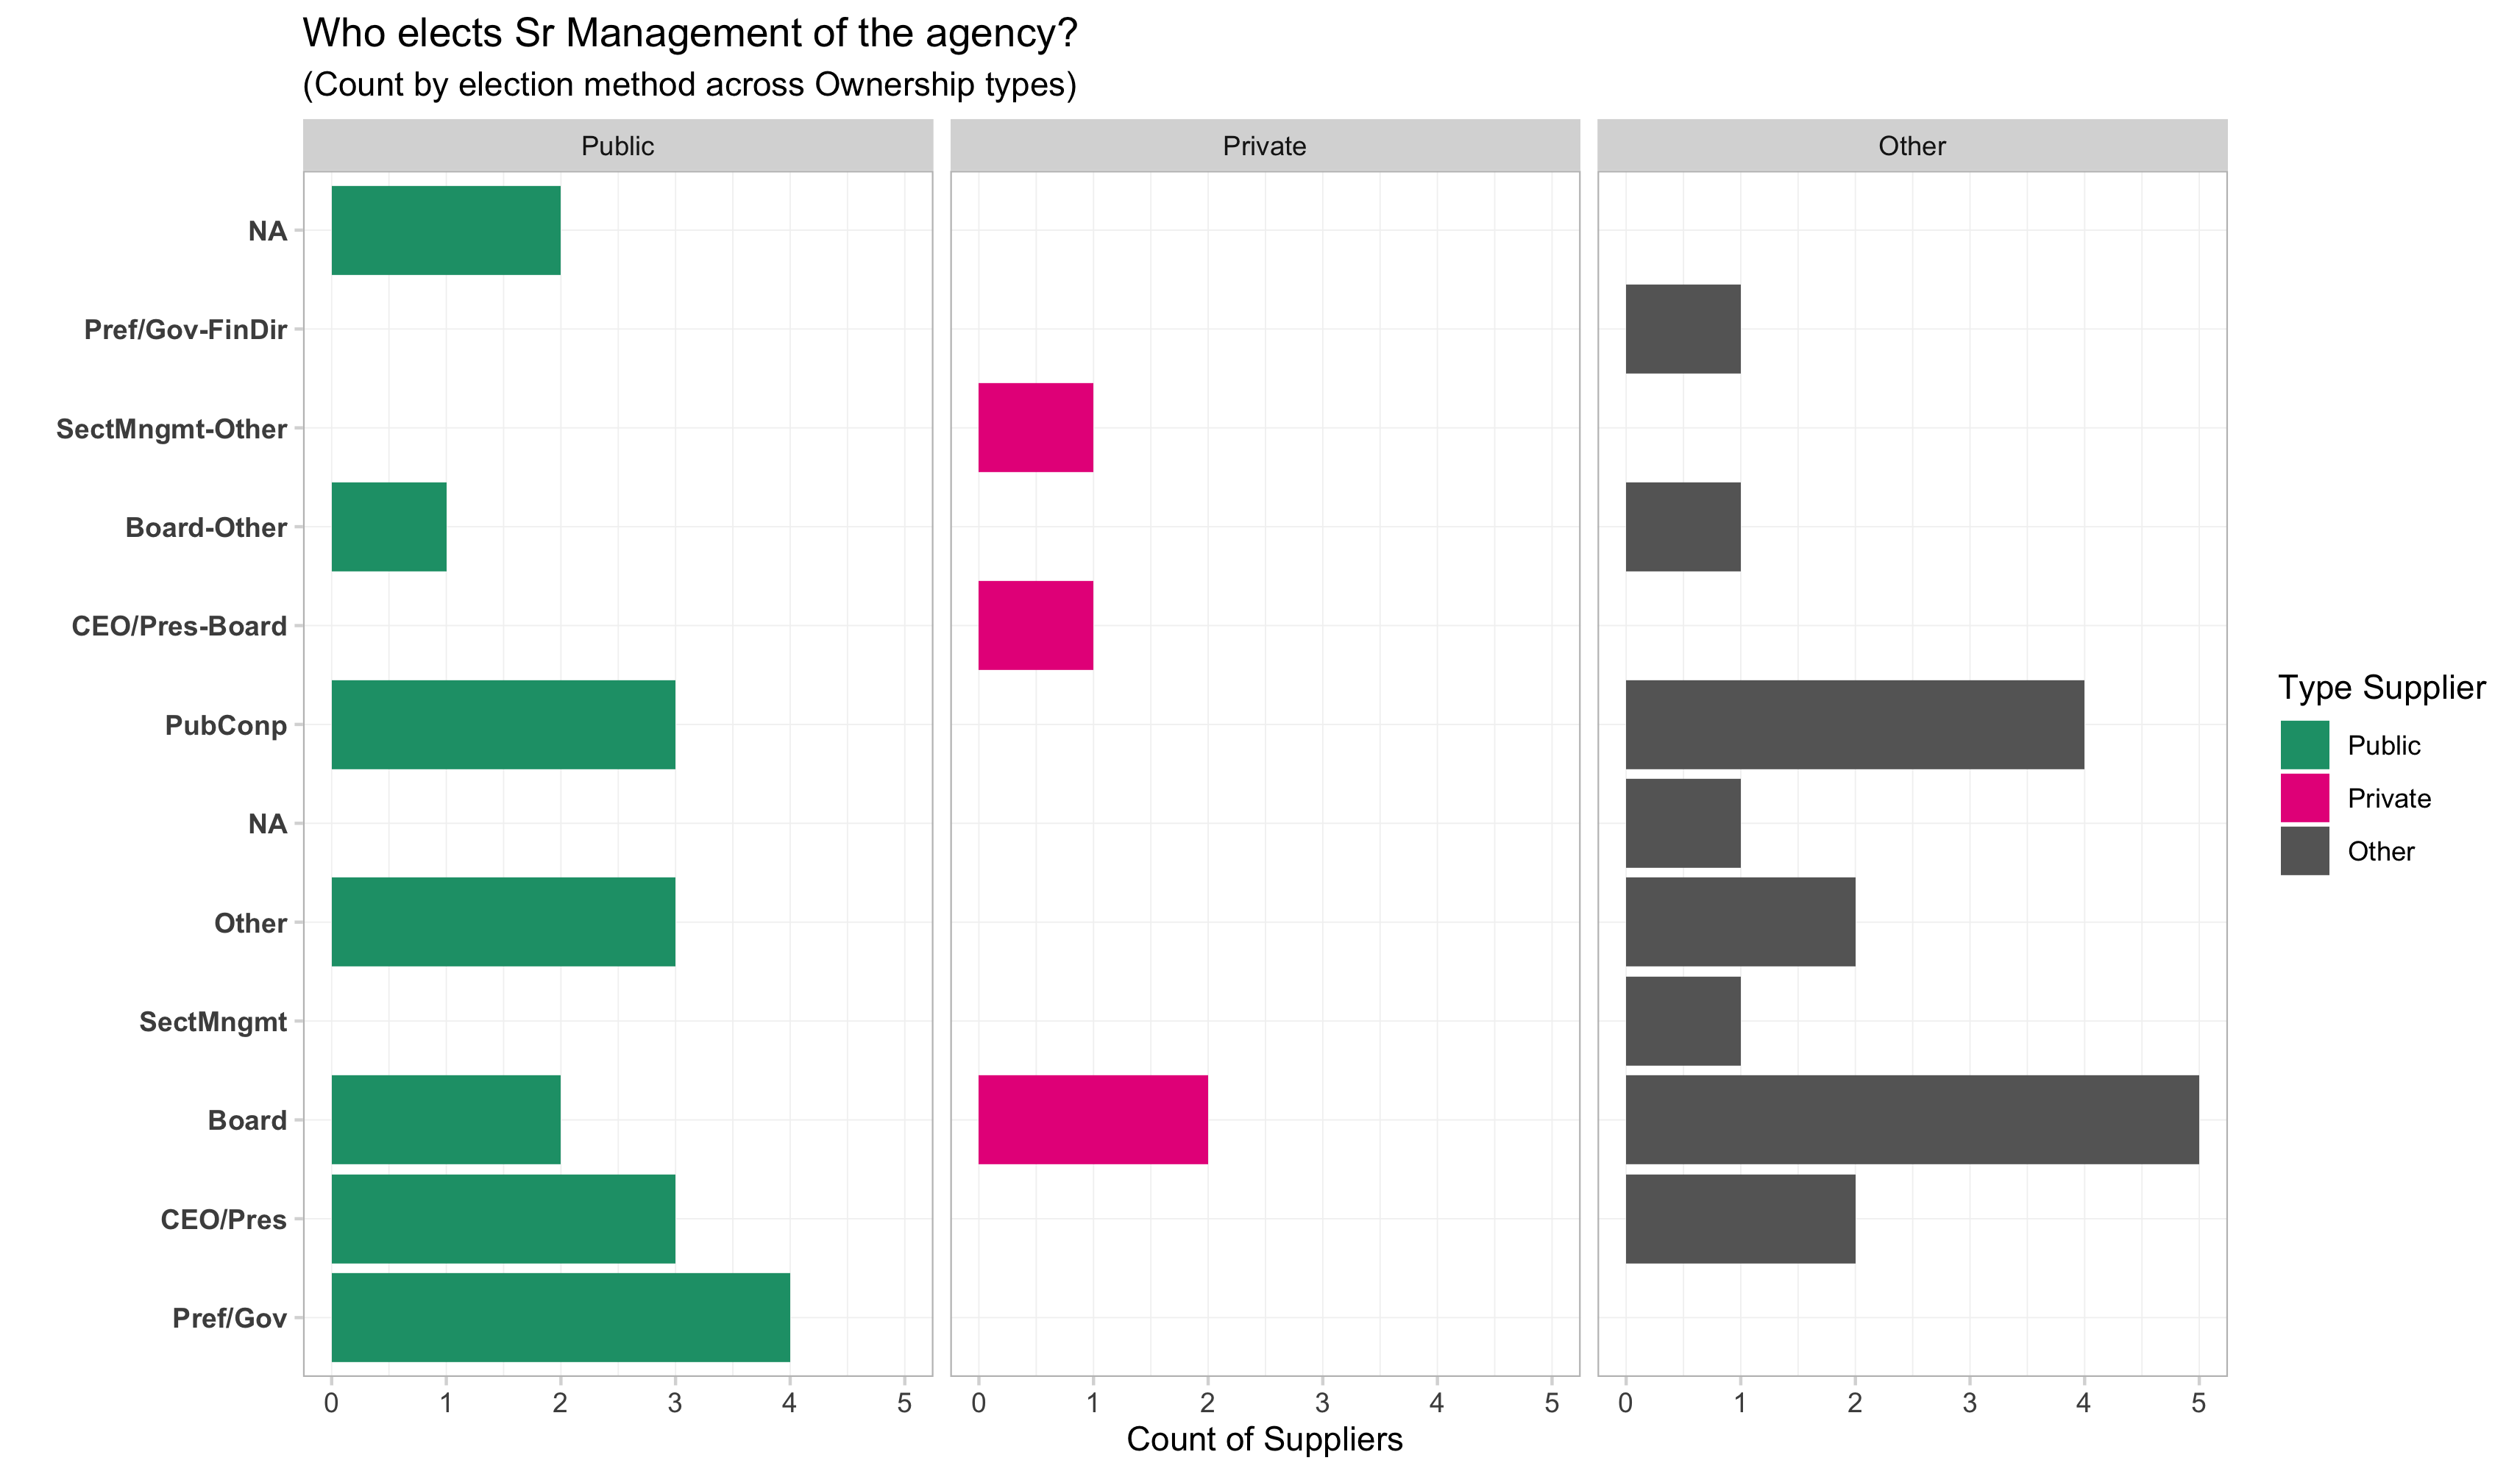 Who elects Sr Management of the agency?
(Count by election method across Ownership types)
Public
Private
Other
NA
Pref/Gov-FinDir
SectMngmt-Other
Board-Other
CEO/Pres-Board
PubConp
NA
Other
SectMngmt
Board
CEO/Pres
Pref/Gov
0 1 2 3 4 5
0 1 2 3 4 5
0 1 2 3 4 5
Count of Suppliers
Type Supplier
Public
Private
Other